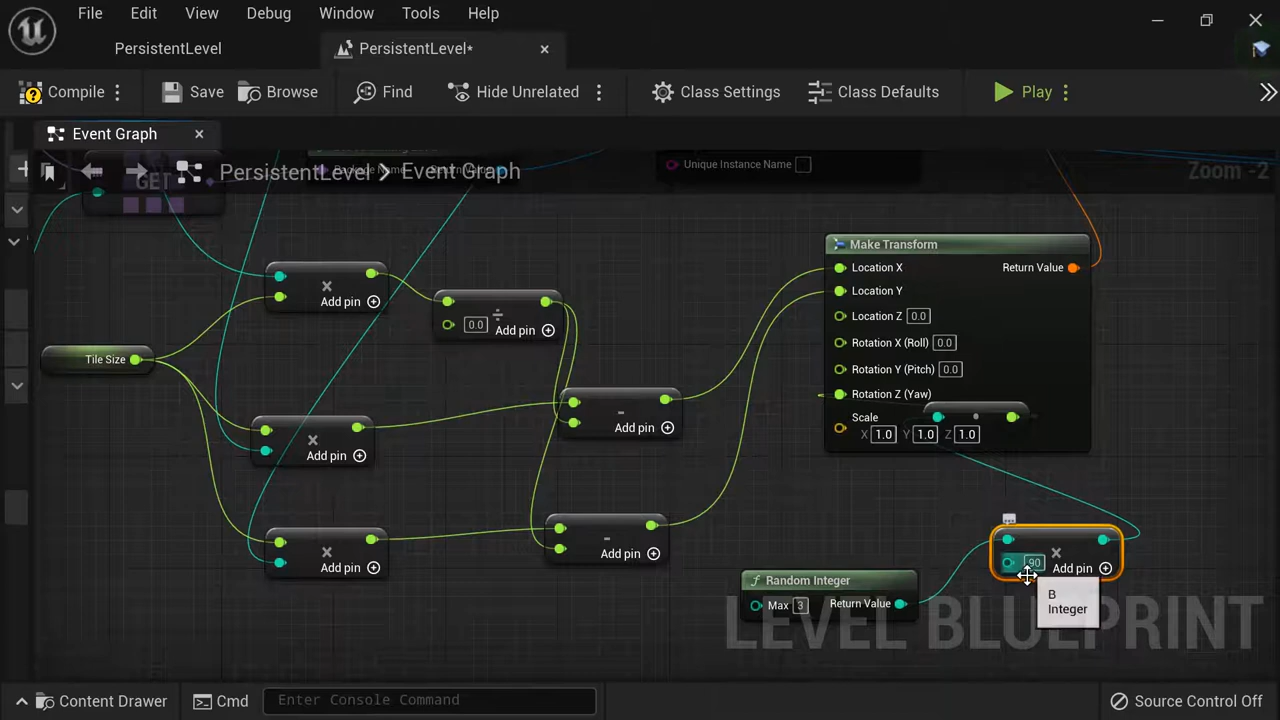 File Edit View Debug Window Tools Help
PersistentLevel PersistentLevel*
Compile Save Browse Find Hide Unrelated Class Settings Class Defaults Play
Event Graph
PersistentLevel > Event Graph
GET
Return Value
Unique Instance Name
Zoom -2
Add pin
0.0
Add pin
Tile Size
Add pin
Add pin
Add pin
Add pin
Make Transform
Location X Return Value
Location Y
Location Z 0.0
Rotation X (Roll) 0.0
Rotation Y (Pitch) 0.0
Rotation Z (Yaw)
Scale
X 1.0 Y 1.0 Z 1.0
90
Add pin
Random Integer
Max 3 Return Value
B
Integer
LEVEL BLUEPRINT
Content Drawer Cmd Enter Console Command Source Control Off